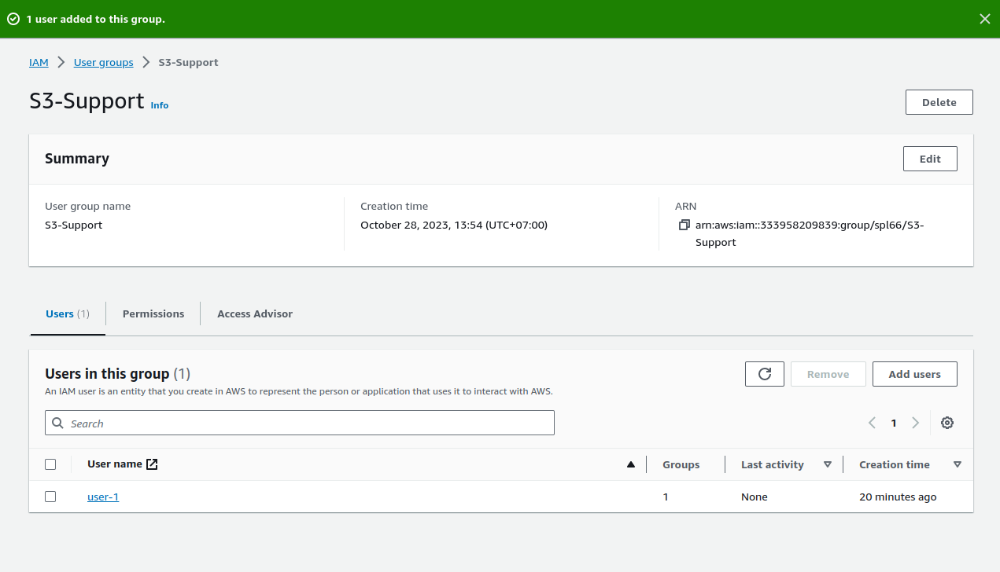 1 user added to this group.
IAM > User groups > S3-Support
S3-Support Info
Delete
Summary
Edit
User group name
S3-Support
Creation time
October 28, 2023, 13:54 (UTC+07:00)
ARN
arn:aws:iam::333958209839:group/spl66/S3-
Support
Users (1)
Permissions
Access Advisor
Users in this group (1)
An IAM user is an entity that you create in AWS to represent the person or application that uses it to interact with AWS.
Remove
Add users
Search
1
User name
Groups
Last activity
Creation time
user-1
1
None
20 minutes ago